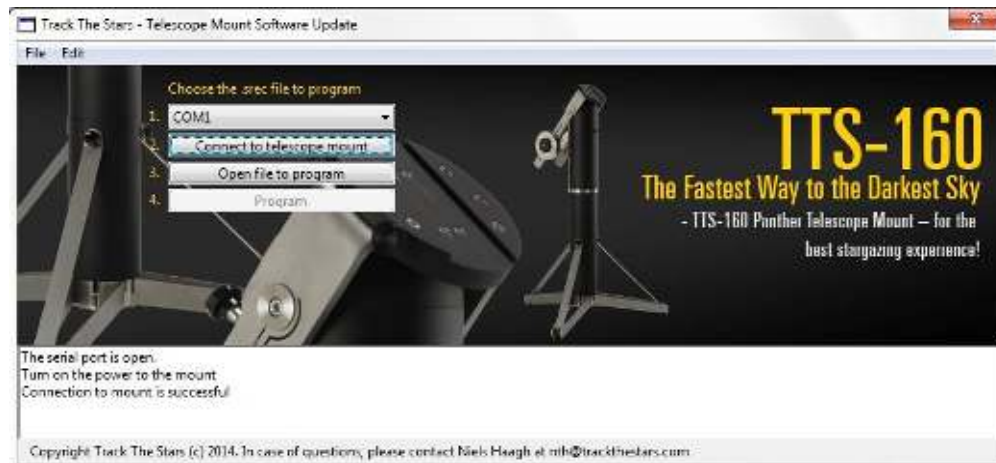 Track The Stars - Telescope Mount Software Update
File Edit
Choose the .srec file to program
1. COM1
2. Connect to telescope mount
3. Open file to program
4. Program
TTS-160
The Fastest Way to the Darkest Sky
- TTS-160 Panther Telescope Mount – for the
best stargazing experience!
The serial port is open.
Turn on the power to the mount
Connection to mount is successful
Copyright Track The Stars (c) 2014. In case of questions, please contact Niels Haagh at nth@trackthestars.com